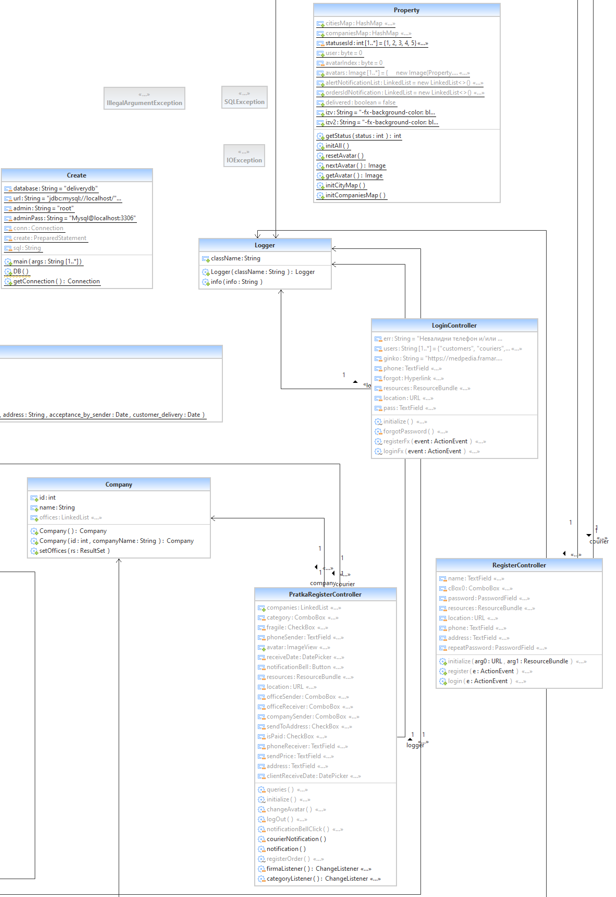 Property
citiesMap : HashMap «...»
companiesMap : HashMap «...»
statusesId : int [1..*] = {1, 2, 3, 4, 5}«...»
user : byte = 0
avatarIndex : byte = 0
avatars : Image [1..*] = { new Image(Property.... «...»
alertNotificationList : LinkedList = new LinkedList<>() «...»
ordersIdNotification : LinkedList = new LinkedList<>() «...»
delivered : boolean = false
izv : String = "-fx-background-color: bl...
izv2 : String = "-fx-background-color: bl...
getStatus ( status : int ) : int
initAll ( )
resetAvatar ( )
nextAvatar ( ) : Image
getAvatar ( ) : Image
initCityMap ( )
initCompaniesMap ( )
«...»
IllegalArgumentException
«...»
SQLException
«...»
IOException
Create
database : String = "deliverydb"
url : String = "jdbc:mysql://localhost/"...
admin : String = "root"
adminPass : String = "Mysql@localhost:3306"
conn : Connection
create : PreparedStatement
sql : String
main ( args : String [1..*] )
DB ( )
getConnection ( ) : Connection
Logger
className : String
Logger ( className : String ) : Logger
info ( info : String )
LoginController
err : String = "Невалидни телефон и/или ...
users : String [1..*] = {"customers", "couriers",... «...»
ginko : String = "https://medpedia.framar...
phone : TextField «...»
forgot : Hyperlink «...»
resources : ResourceBundle «...»
location : URL «...»
pass : TextField «...»
initialize ( ) «...»
forgotPassword ( ) «...»
registerFx ( event : ActionEvent ) «...»
loginFx ( event : ActionEvent ) «...»
1
, address : String , acceptance_by_sender : Date , customer_delivery : Date )
Company
id : int
name : String
offices : LinkedList «...»
Company ( ) : Company
Company ( id : int , companyName : String ) : Company
setOffices ( rs : ResultSet )
1
1
1
«...»
company
courier
1
«...»
1
courier
RegisterController
name : TextField «...»
cBox0 : ComboBox «...»
password : PasswordField «...»
resources : ResourceBundle «...»
location : URL «...»
phone : TextField «...»
address : TextField «...»
repeatPassword : PasswordField «...»
initialize ( arg0 : URL , arg1 : ResourceBundle ) «...»
register ( e : ActionEvent ) «...»
login ( e : ActionEvent ) «...»
PratkaRegisterController
companies : LinkedList «...»
category : ComboBox «...»
fragile : CheckBox «...»
phoneSender : TextField «...»
avatar : ImageView «...»
receiveDate : DatePicker «...»
notificationBell : Button «...»
resources : ResourceBundle «...»
location : URL «...»
officeSender : ComboBox «...»
officeReceiver : ComboBox «...»
companySender : ComboBox «...»
sendToAddress : CheckBox «...»
isPaid : CheckBox «...»
phoneReceiver : TextField «...»
sendPrice : TextField «...»
address : TextField «...»
clientReceiveDate : DatePicker «...»
queries ( ) «...»
initialize ( ) «...»
changeAvatar ( ) «...»
logOut ( ) «...»
notificationBellClick ( ) «...»
courierNotification ( )
notification ( )
registerOrder ( ) «...»
firmaListener ( ) : ChangeListener «...»
categoryListener ( ) : ChangeListener «...»
1
1
logger